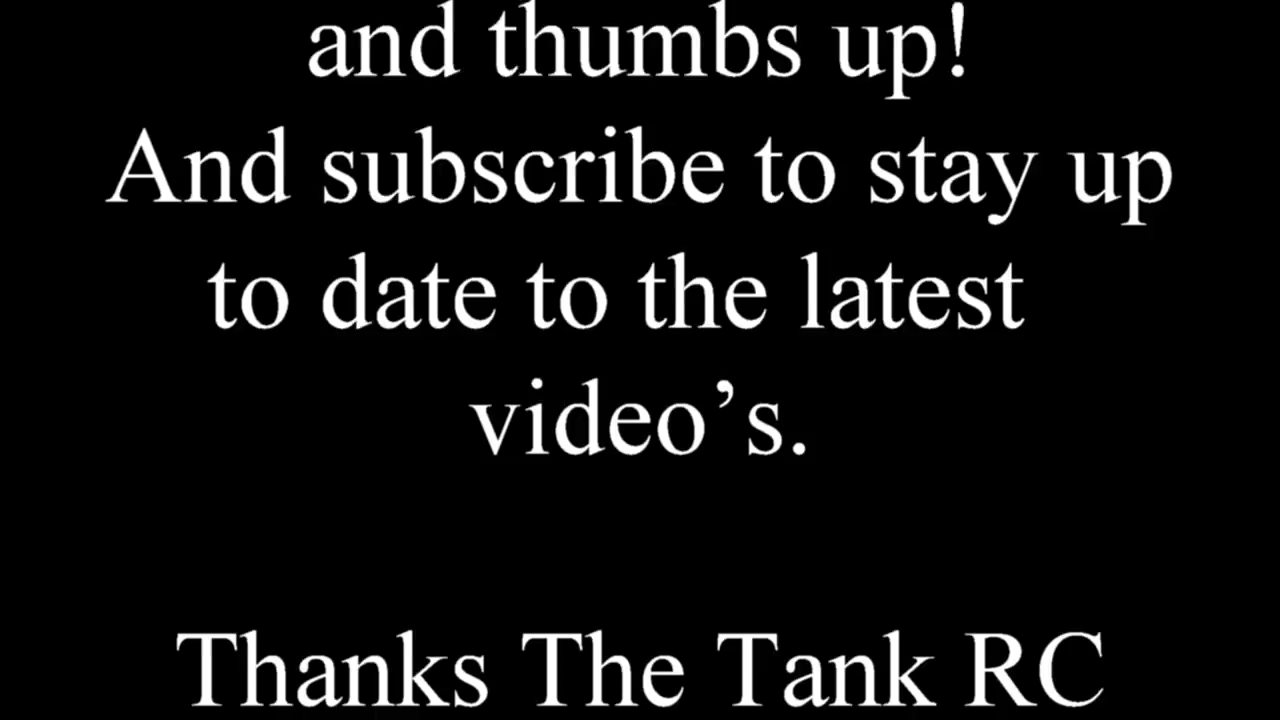 and thumbs up!
And subscribe to stay up
to date to the latest
video’s.
Thanks The Tank RC